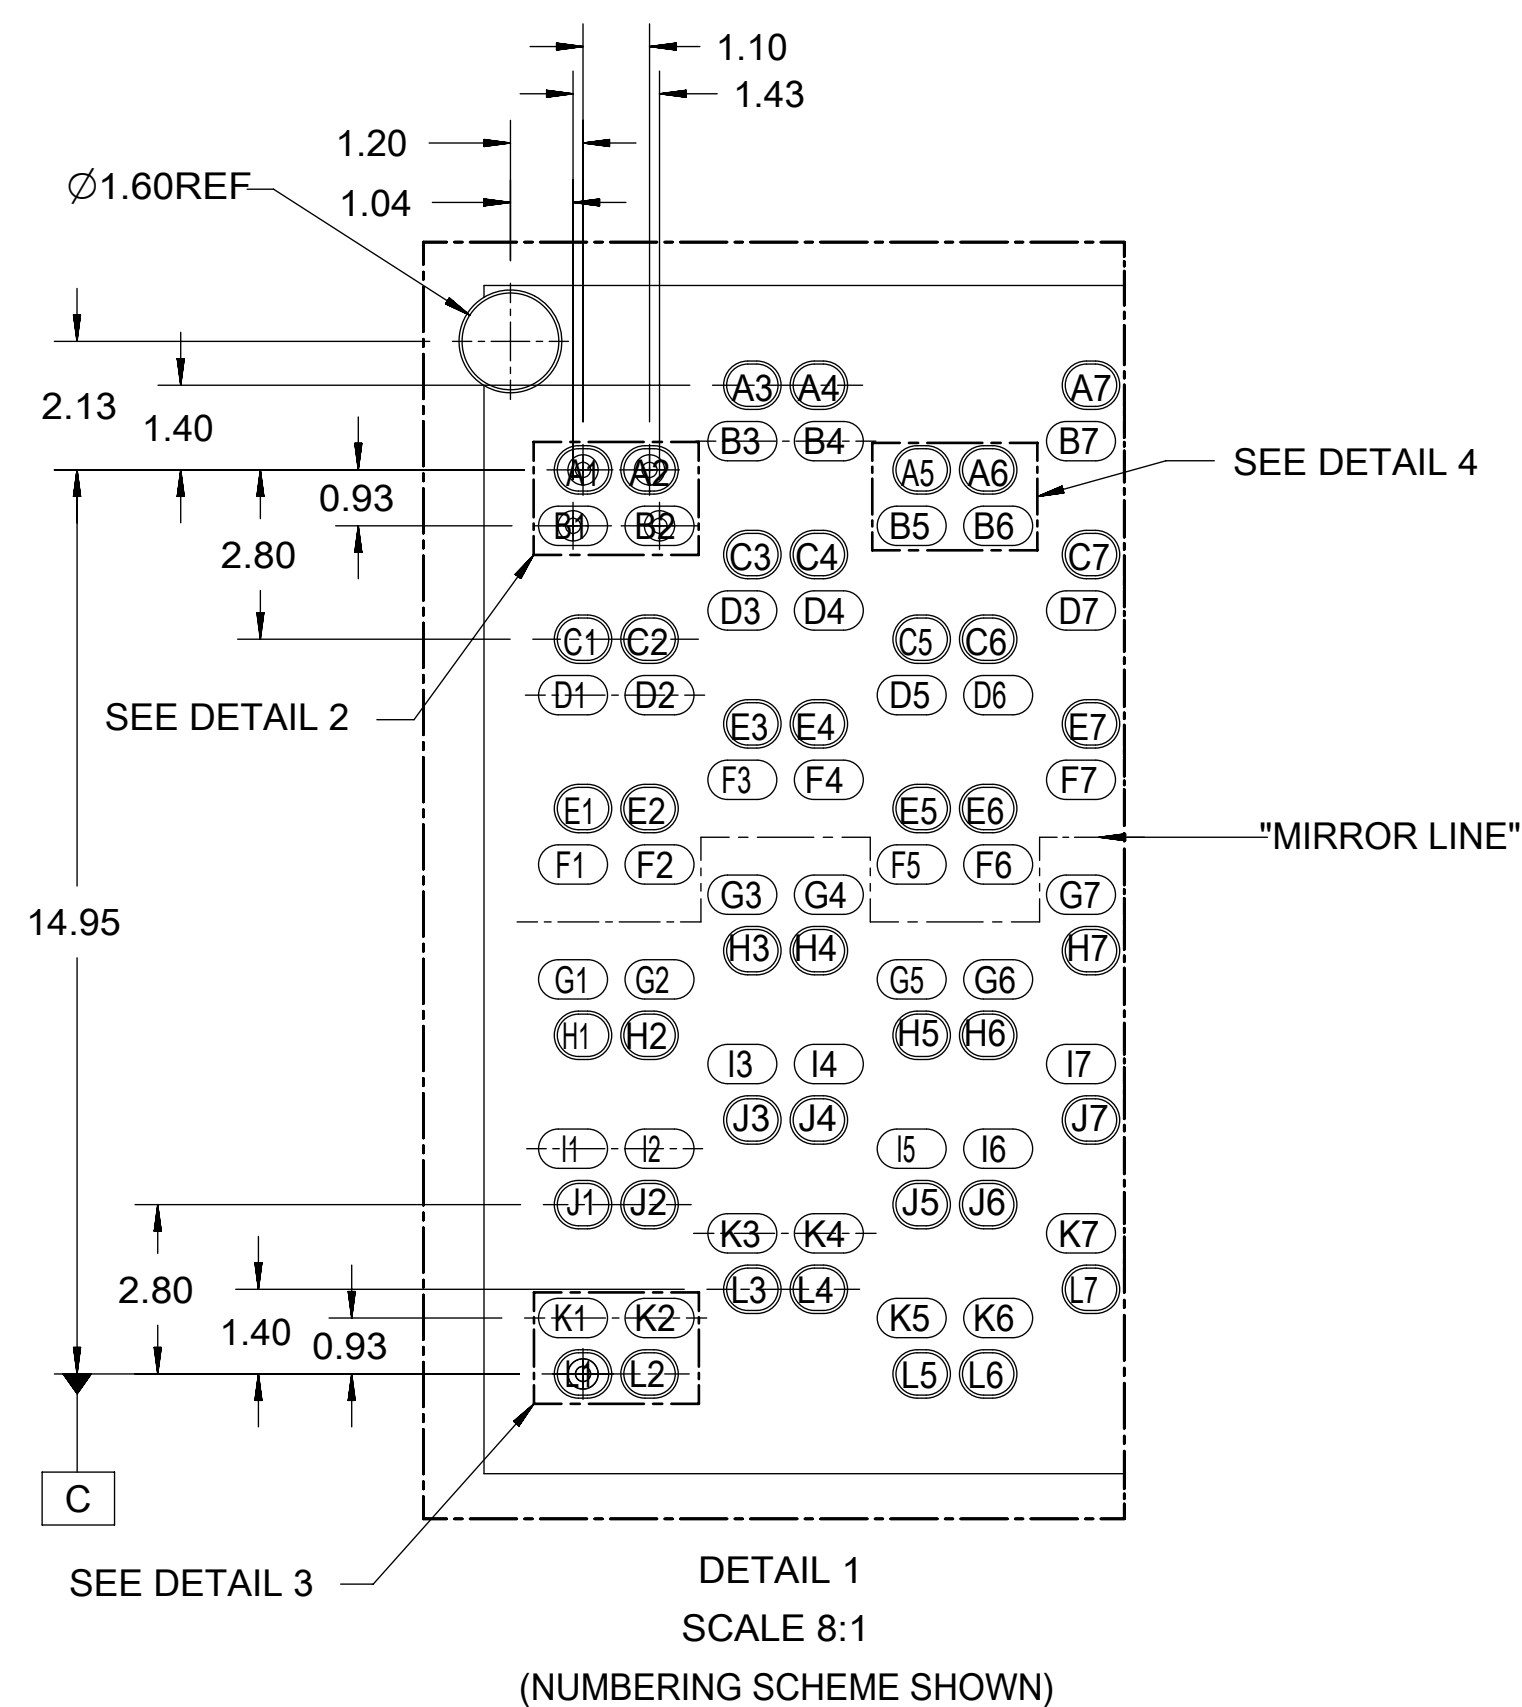 1.10
1.43
1.20
∅1.60REF
1.04
A3 A4 A7
2.13
1.40
B3 B4 B7
SEE DETAIL 4
A1 A2 A5 A6
0.93
B1 B2 B5 B6
2.80
C3 C4 C7
D3 D4 D7
C1 C2 C5 C6
D1 D2 D5 D6
SEE DETAIL 2
E3 E4 E7
F3 F4 F7
E1 E2 E5 E6
"MIRROR LINE"
F1 F2 F5 F6
G3 G4 G7
14.95
H3 H4 H7
G1 G2 G5 G6
H1 H2 H5 H6
I3 I4 I7
J3 J4 J7
I1 I2 I5 I6
J1 J2 J5 J6
K3 K4 K7
2.80
L3 L4 L7
K1 K2 K5 K6
1.40
0.93
L1 L2 L5 L6
C
DETAIL 1
SEE DETAIL 3
SCALE 8:1
(NUMBERING SCHEME SHOWN)